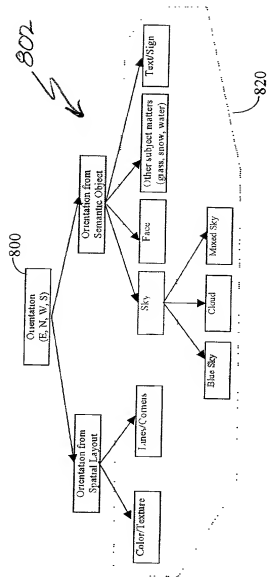 802
800
Orientation
(E, N, W, S)
Orientation from
Spatial Layout
Orientation from
Semantic Object
Color/Texture
Lines/Corners
Sky
Face
Other subject matters
(glass, snow, water)
Text/Sign
Blue Sky
Cloud
Mixed Sky
820